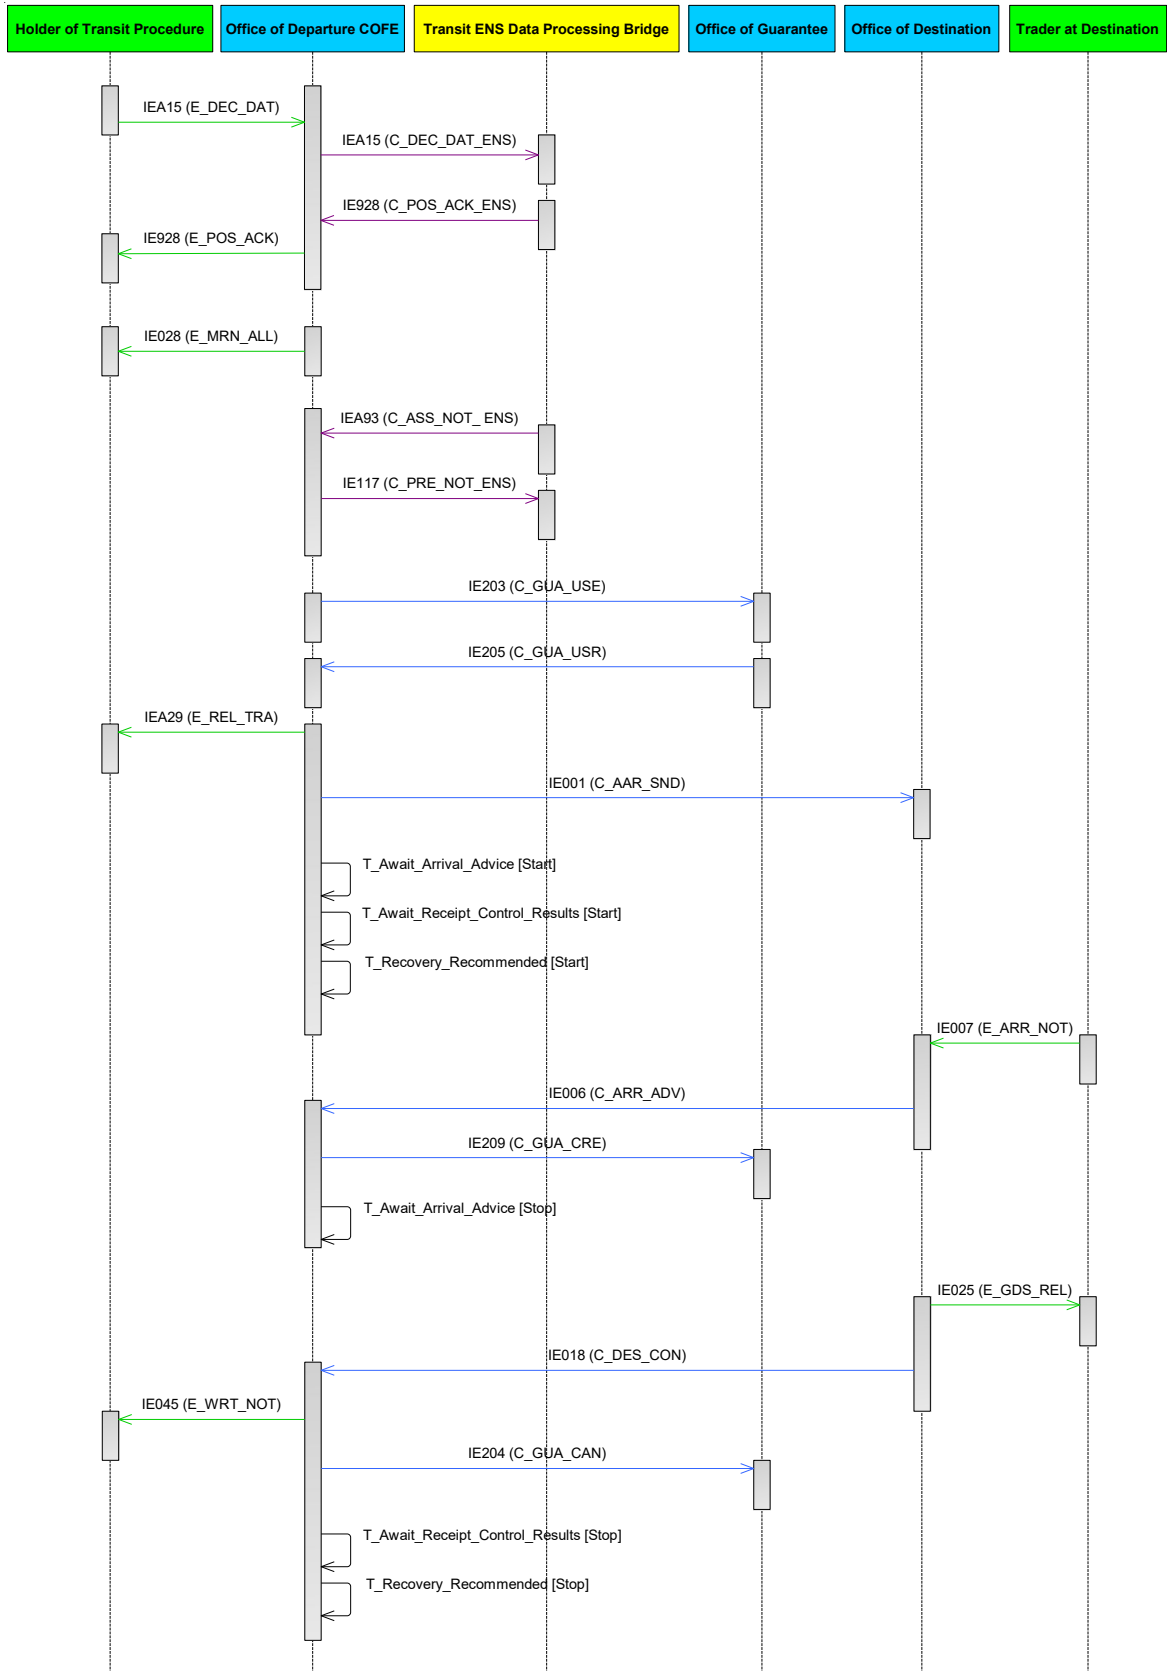 Holder of Transit Procedure
Office of Departure COFE
Transit ENS Data Processing Bridge
Office of Guarantee
Office of Destination
Trader at Destination
IEA15 (E_DEC_DAT)
IEA15 (C_DEC_DAT_ENS)
IE928 (C_POS_ACK_ENS)
IE928 (E_POS_ACK)
IE028 (E_MRN_ALL)
IEA93 (C_ASS_NOT_ ENS)
IE117 (C_PRE_NOT_ENS)
IE203 (C_GUA_USE)
IE205 (C_GUA_USR)
IEA29 (E_REL_TRA)
IE001 (C_AAR_SND)
T_Await_Arrival_Advice [Start]
T_Await_Receipt_Control_Results [Start]
T_Recovery_Recommended [Start]
IE007 (E_ARR_NOT)
IE006 (C_ARR_ADV)
IE209 (C_GUA_CRE)
T_Await_Arrival_Advice [Stop]
IE025 (E_GDS_REL)
IE018 (C_DES_CON)
IE045 (E_WRT_NOT)
IE204 (C_GUA_CAN)
T_Await_Receipt_Control_Results [Stop]
T_Recovery_Recommended [Stop]